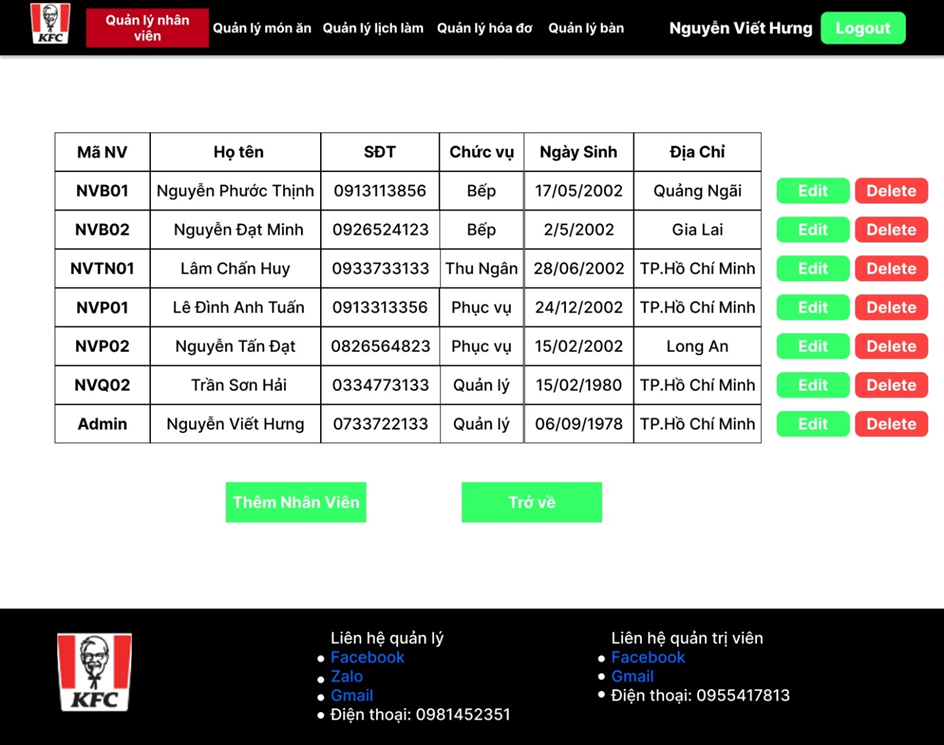 KFC
Quản lý nhân
viên
Quản lý món ăn Quản lý lịch làm Quản lý hóa đơ Quản lý bàn Nguyễn Viết Hưng Logout
Mã NV Họ tên SĐT Chức vụ Ngày Sinh Địa Chỉ
NVB01 Nguyễn Phước Thịnh 0913113856 Bếp 17/05/2002 Quảng Ngãi Edit Delete
NVB02 Nguyễn Đạt Minh 0926524123 Bếp 2/5/2002 Gia Lai Edit Delete
NVTN01 Lâm Chấn Huy 0933733133 Thu Ngân 28/06/2002 TP.Hồ Chí Minh Edit Delete
NVP01 Lê Đình Anh Tuấn 0913313356 Phục vụ 24/12/2002 TP.Hồ Chí Minh Edit Delete
NVP02 Nguyễn Tấn Đạt 0826564823 Phục vụ 15/02/2002 Long An Edit Delete
NVQ02 Trần Sơn Hải 0334773133 Quản lý 15/02/1980 TP.Hồ Chí Minh Edit Delete
Admin Nguyễn Viết Hưng 0733722133 Quản lý 06/09/1978 TP.Hồ Chí Minh Edit Delete
Thêm Nhân Viên Trở về
KFC
Liên hệ quản lý
Facebook
Zalo
Gmail
Điện thoại: 0981452351
Liên hệ quản trị viên
Facebook
Gmail
Điện thoại: 0955417813